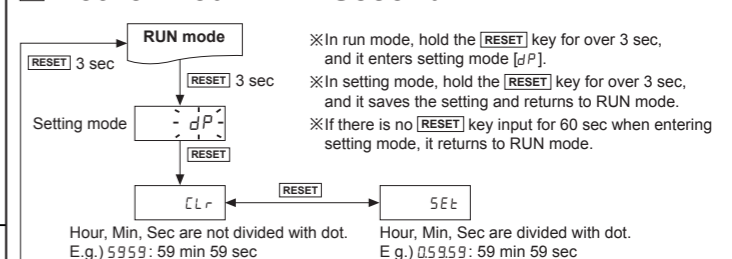 RUN mode
※In run mode, hold the RESET key for over 3 sec,
and it enters setting mode [dP].
RESET 3 sec
RESET 3 sec
※In setting mode, hold the RESET key for over 3 sec,
and it saves the setting and returns to RUN mode.
Setting mode
dP
※If there is no RESET key input for 60 sec when entering
setting mode, it returns to RUN mode.
RESET
CLr
RESET
SEt
Hour, Min, Sec are not divided with dot.
E.g.) 5959: 59 min 59 sec
Hour, Min, Sec are divided with dot.
E g.) 0.59.59: 59 min 59 sec